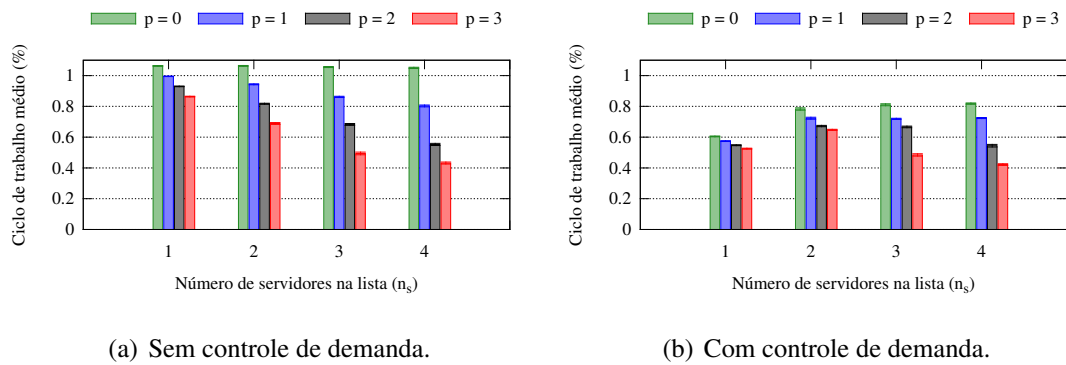 p = 0 p = 1 p = 2 p = 3
Ciclo de trabalho médio (%)
1
0.8
0.6
0.4
0.2
0
1 2 3 4
Número de servidores na lista (ns)
(a) Sem controle de demanda.
p = 0 p = 1 p = 2 p = 3
Ciclo de trabalho médio (%)
1
0.8
0.6
0.4
0.2
0
1 2 3 4
Número de servidores na lista (ns)
(b) Com controle de demanda.